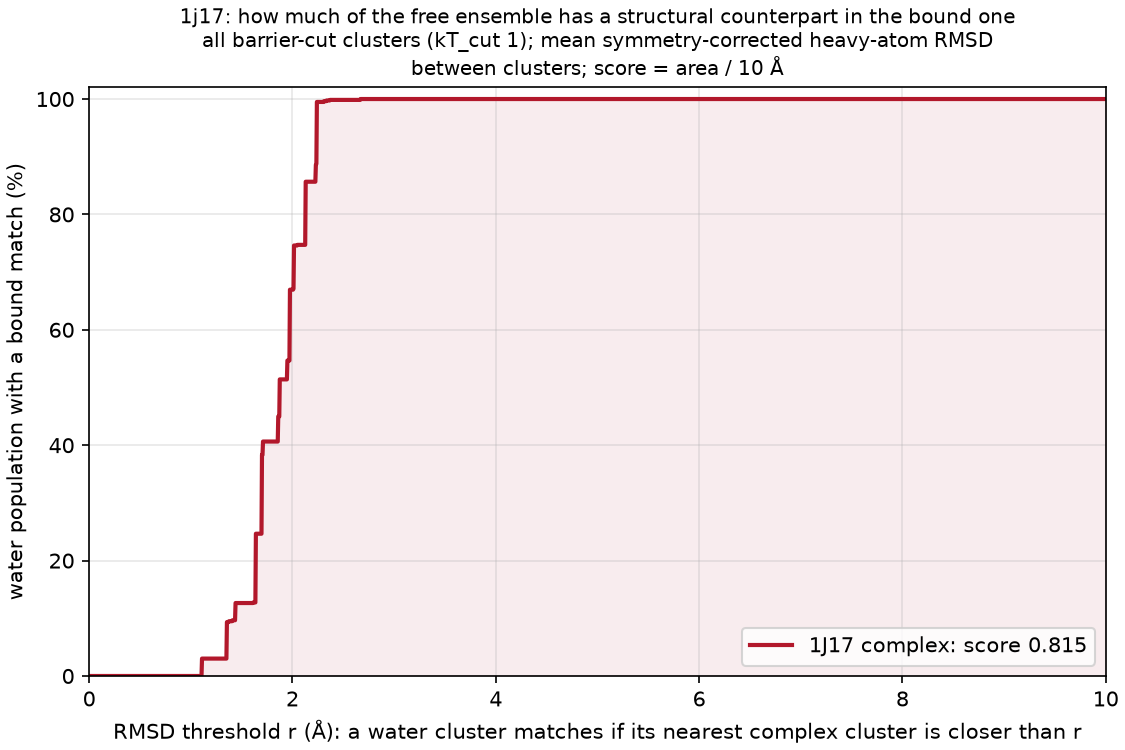 1j17: how much of the free ensemble has a structural counterpart in the bound one
all barrier-cut clusters (kT_cut 1); mean symmetry-corrected heavy-atom RMSD
between clusters; score = area / 10 Å
water population with a bound match (%)
100
80
60
40
20
0
1J17 complex: score 0.815
0 2 4 6 8 10
RMSD threshold r (Å): a water cluster matches if its nearest complex cluster is closer than r